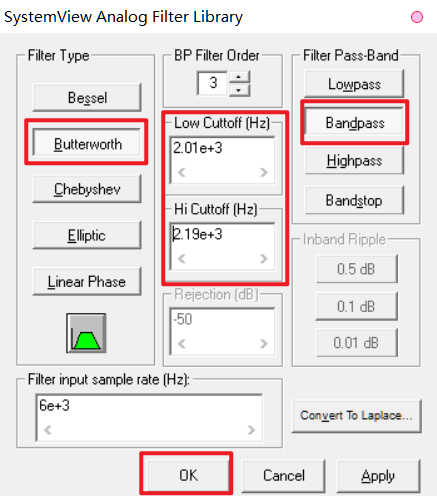 SystemView Analog Filter Library
Filter Type
Bessel
Butterworth
Chebyshev
Elliptic
Linear Phase
BP Filter Order
3
Low Cuttoff (Hz)
2.01e+3
Hi Cuttoff (Hz)
2.19e+3
Rejection (dB)
-50
Filter Pass-Band
Lowpass
Bandpass
Highpass
Bandstop
Inband Ripple
0.5 dB
0.1 dB
0.01 dB
Filter input sample rate (Hz):
6e+3
Convert To Laplace...
OK
Cancel
Apply